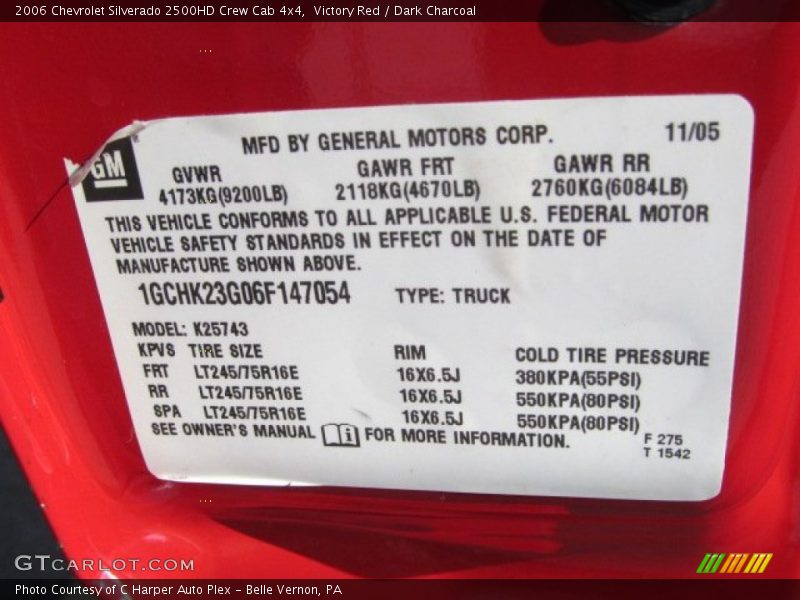 2006 Chevrolet Silverado 2500HD Crew Cab 4x4, Victory Red / Dark Charcoal
MFD BY GENERAL MOTORS CORP. 11/05
GM
GVWR GAWR FRT GAWR RR
4173KG(9200LB) 2118KG(4670LB) 2760KG(6084LB)
THIS VEHICLE CONFORMS TO ALL APPLICABLE U.S. FEDERAL MOTOR
VEHICLE SAFETY STANDARDS IN EFFECT ON THE DATE OF
MANUFACTURE SHOWN ABOVE.
1GCHK23G06F147054 TYPE: TRUCK
MODEL: K25743
KPVS TIRE SIZE RIM COLD TIRE PRESSURE
FRT LT245/75R16E 16X6.5J 380KPA(55PSI)
RR LT245/75R16E 16X6.5J 550KPA(80PSI)
SPA LT245/75R16E 16X6.5J 550KPA(80PSI)
SEE OWNER'S MANUAL i FOR MORE INFORMATION.
F 275
T 1542
GTCARLOT.COM
Photo Courtesy of C Harper Auto Plex - Belle Vernon, PA